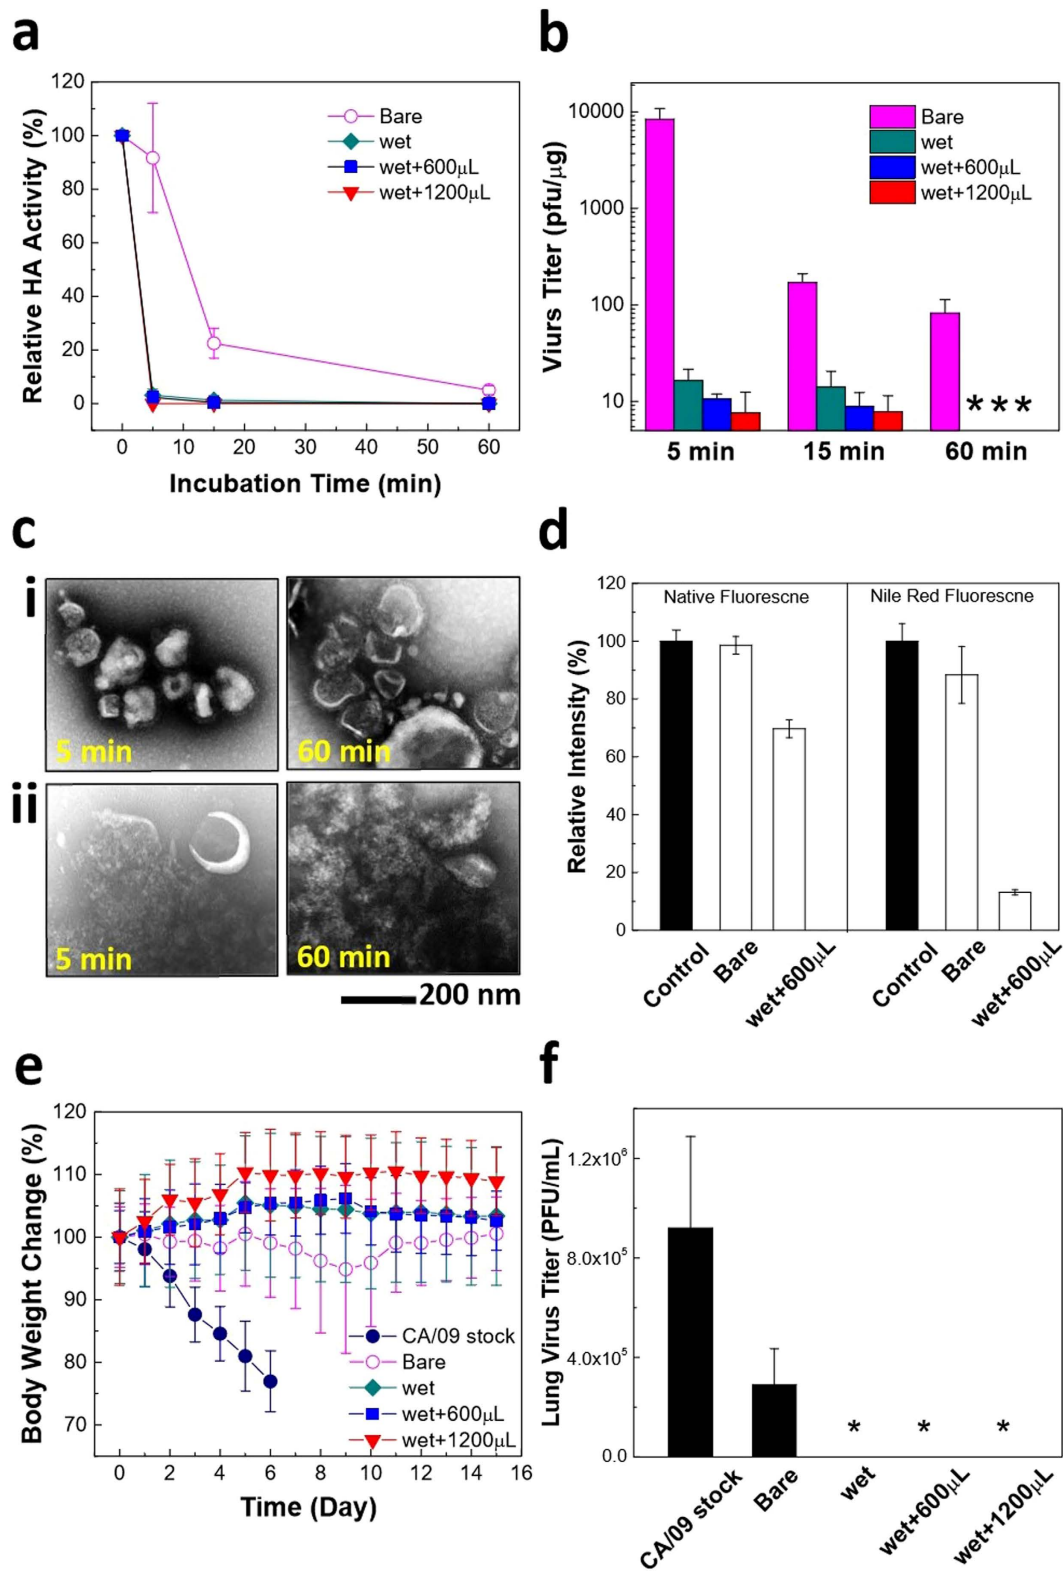 a
120
100
80
60
40
20
0
Relative HA Activity (%)
Bare
wet
wet+600μL
wet+1200μL
0 10 20 30 40 50 60
Incubation Time (min)
b
10000
1000
100
10
Viurs Titer (pfu/μg)
Bare
wet
wet+600μL
wet+1200μL
***
5 min 15 min 60 min
c
i
5 min
60 min
ii
5 min
60 min
200 nm
d
120
100
80
60
40
20
0
Relative Intensity (%)
Native Fluorescne
Nile Red Fluorescne
Control
Bare
wet+600μL
Control
Bare
wet+600μL
e
120
110
100
90
80
70
Body Weight Change (%)
CA/09 stock
Bare
wet
wet+600μL
wet+1200μL
0 2 4 6 8 10 12 14 16
Time (Day)
f
1.2x10⁶
8.0x10⁵
4.0x10⁵
0.0
Lung Virus Titer (PFU/mL)
* * *
CA/09 stock
Bare
wet
wet+600μL
wet+1200μL